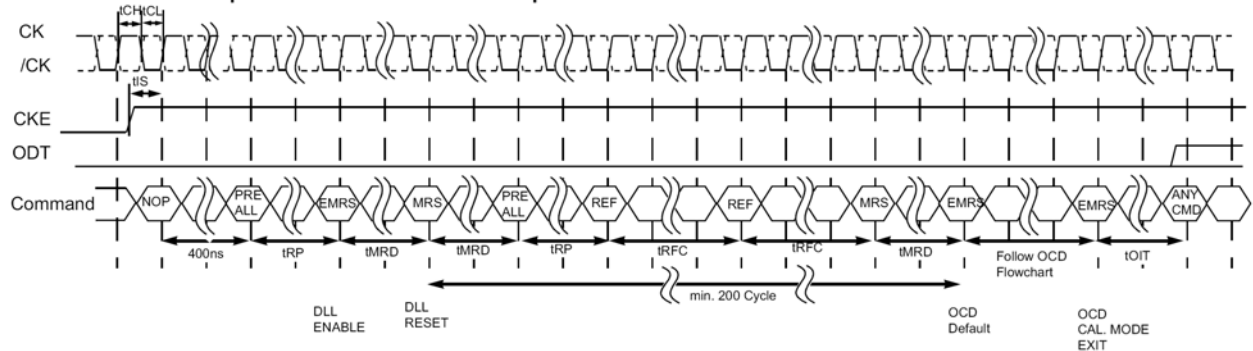 tCH tCL
CK
/CK
tIS
CKE
ODT
Command
NOP
PRE
ALL
EMRS
MRS
PRE
ALL
REF
REF
MRS
EMRS
EMRS
ANY
CMD
400ns
tRP
tMRD
tMRD
tRP
tRFC
tRFC
tMRD
Follow OCD
Flowchart
tOIT
min. 200 Cycle
DLL
ENABLE
DLL
RESET
OCD
Default
OCD
CAL. MODE
EXIT